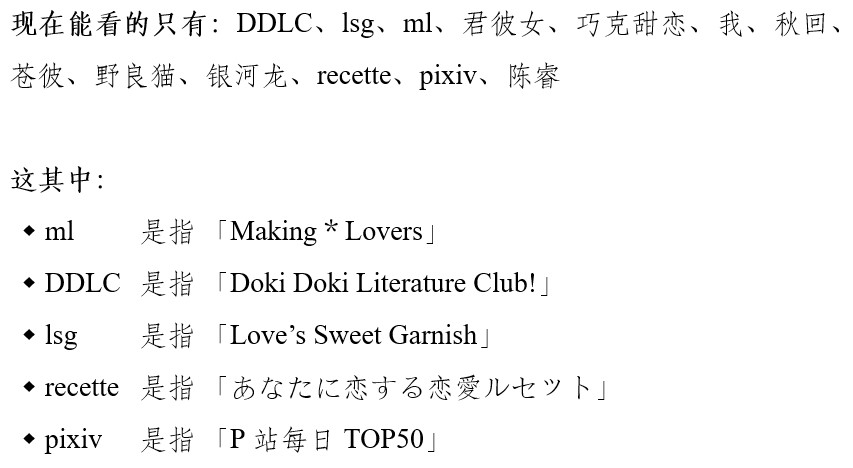 现在能看的只有：DDLC、lsg、ml、君彼女、巧克甜恋、我、秋回、
苍彼、野良猫、银河龙、recette、pixiv、陈睿
这其中：
◆ ml 是指 「Making * Lovers」
◆ DDLC 是指 「Doki Doki Literature Club!」
◆ lsg 是指 「Love’s Sweet Garnish」
◆ recette 是指 「あなたに恋する恋愛ルセツト」
◆ pixiv 是指 「P 站每日 TOP50」